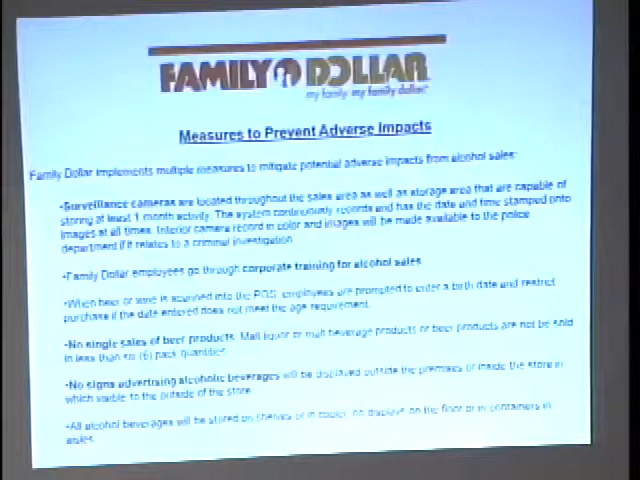 FAMILY DOLLAR
my family. my family dollar.
Measures to Prevent Adverse Impacts
Family Dollar implements multiple measures to mitigate potential adverse impacts from alcohol sales:
•Surveillance cameras are located throughout the sales area as well as storage area that are capable of
storing at least 1 month activity. The system continuously records and has the date and time stamped onto
images at all times. Interior camera record in color and images will be made available to the police
department if it relates to a criminal investigation
•Family Dollar employees go through corporate training for alcohol sales
•When beer or wine is scanned into the POS, employees are prompted to enter a birth date and restrict
purchase if the date entered does not meet the age requirement.
•No single sales of beer products. Malt liquor or malt beverage products or beer products are not be sold
in less than six (6) pack quantities.
•No signs advertising alcoholic beverages will be displayed outside the premises or inside the store in
which visible to the outside of the store.
•All alcohol beverages will be stored on shelves or in cooler, no displays on the floor or in containers in
aisles.